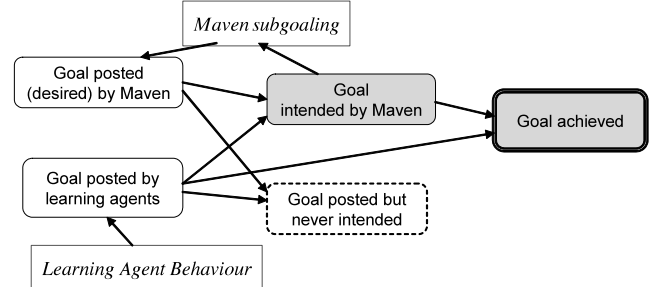 Maven subgoaling
Goal posted
(desired) by Maven
Goal
intended by Maven
Goal achieved
Goal posted by
learning agents
Goal posted but
never intended
Learning Agent Behaviour